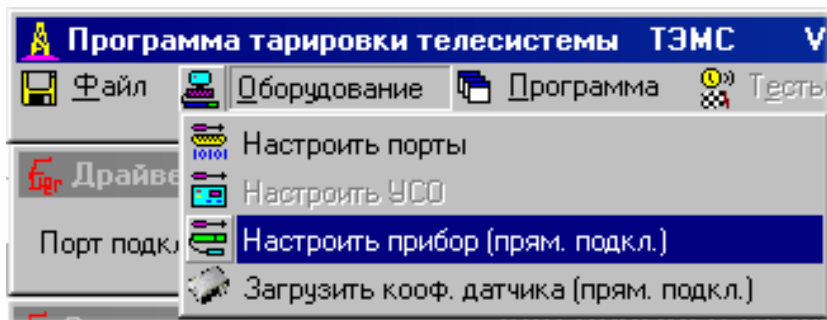 Программа тарировки телесистемы ТЭМС V
Файл Оборудование Программа Тесты
Настроить порты
Драйве
Настроить УСО
Порт подкл
Настроить прибор (прям. подкл.)
Загрузить кооф. датчика (прям. подкл.)